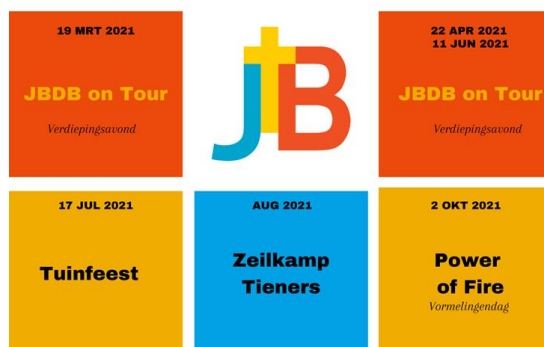 19 MRT 2021
JBDB on Tour
Verdiepingsavond
JtB
22 APR 2021
11 JUN 2021
JBDB on Tour
Verdiepingsavond
17 JUL 2021
Tuinfeest
AUG 2021
Zeilkamp
Tieners
2 OKT 2021
Power
of Fire
Vormelingendag